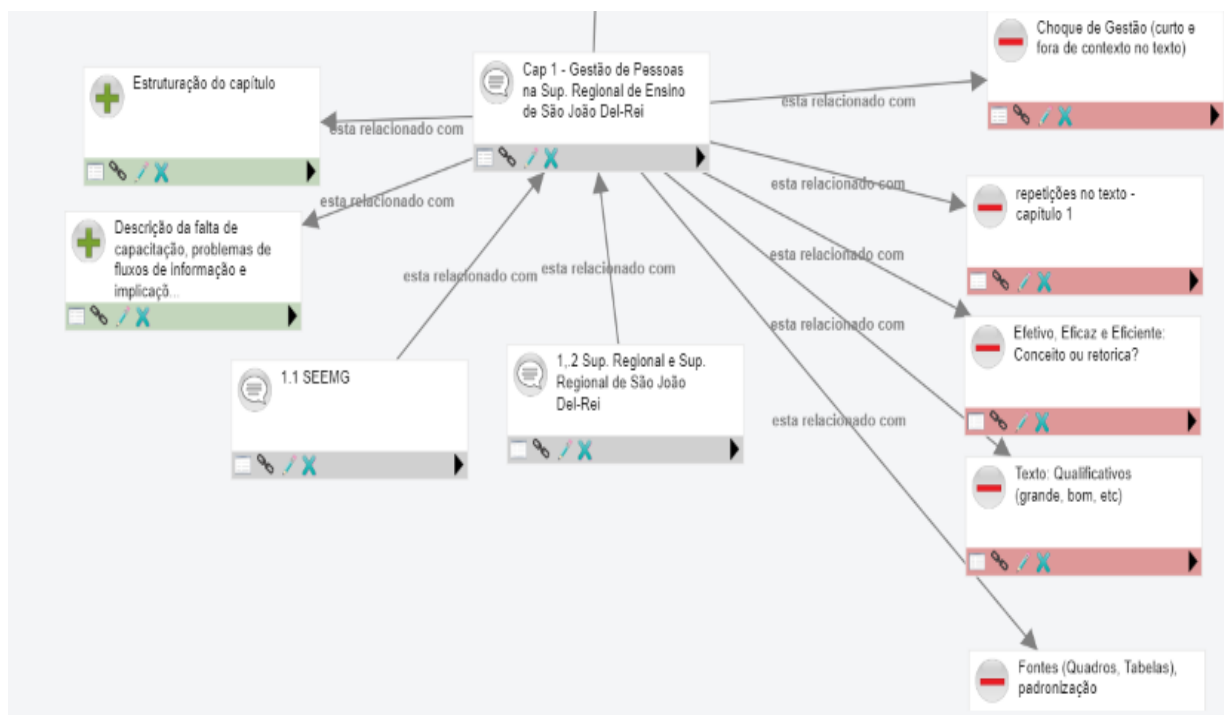 Choque de Gestão (curto e
fora de contexto no texto)
Cap 1 - Gestão de Pessoas
na Sup. Regional de Ensino
de São João Del-Rei
Estruturação do capítulo
esta relacionado com
esta relacionado com
esta relacionado com
repetições no texto -
capítulo 1
esta relacionado com
Descrição da falta de
capacitação, problemas de
fluxos de informação e
implicaçõ...
esta relacionado com
esta relacionado com
esta relacionado com
esta relacionado com
Efetivo, Eficaz e Eficiente:
Conceito ou retorica?
1.1 SEEMG
1,.2 Sup. Regional e Sup.
Regional de São João
Del-Rei
esta relacionado com
Texto: Qualificativos
(grande, bom, etc)
Fontes (Quadros, Tabelas),
padronização